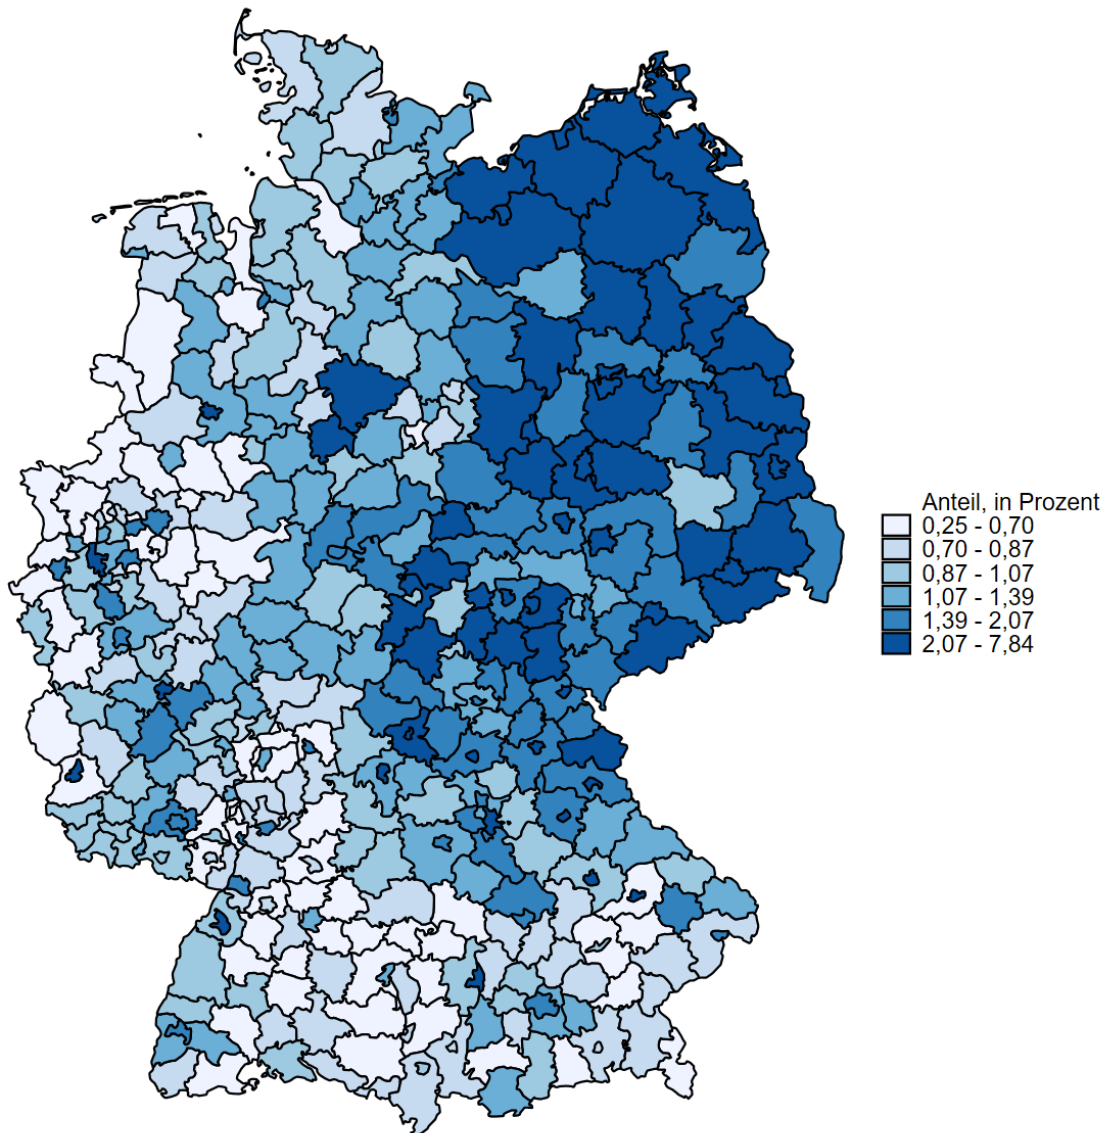 Anteil, in Prozent
0,25 - 0,70
0,70 - 0,87
0,87 - 1,07
1,07 - 1,39
1,39 - 2,07
2,07 - 7,84